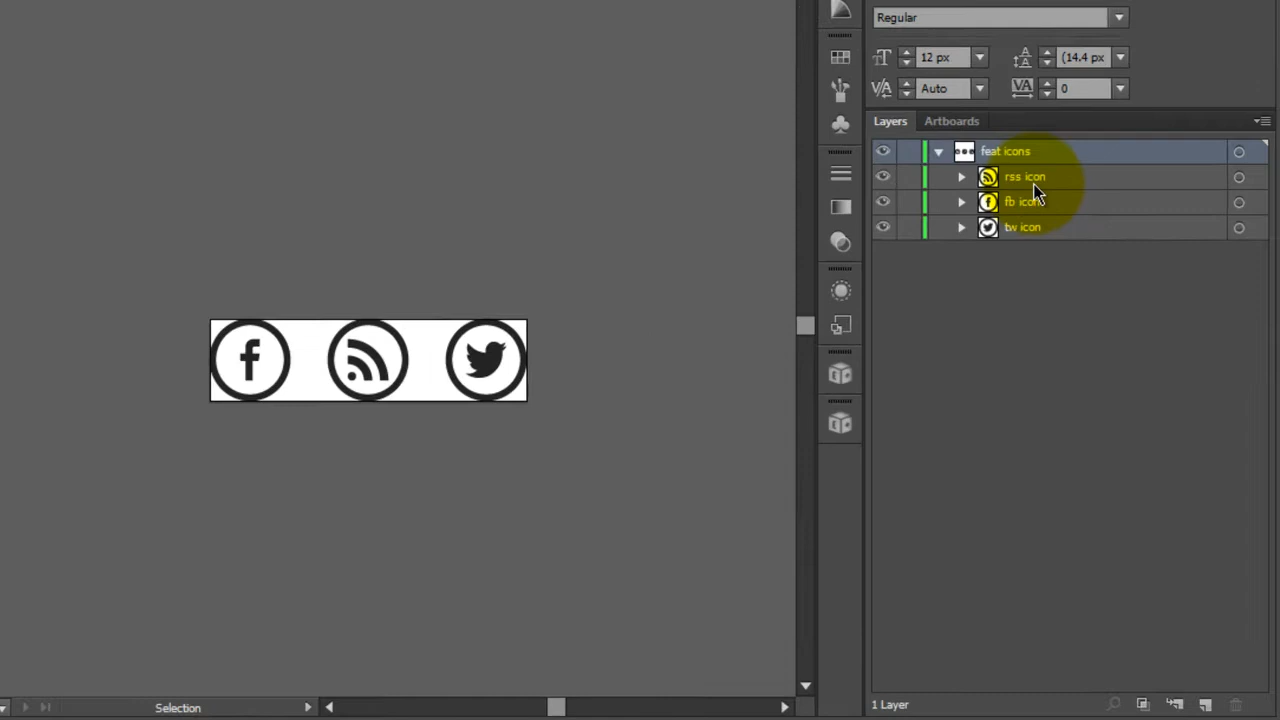 Regular
12 px
(14.4 px
Auto
0
Layers
Artboards
feat icons
rss icon
fb icon
tw icon
Selection
1 Layer